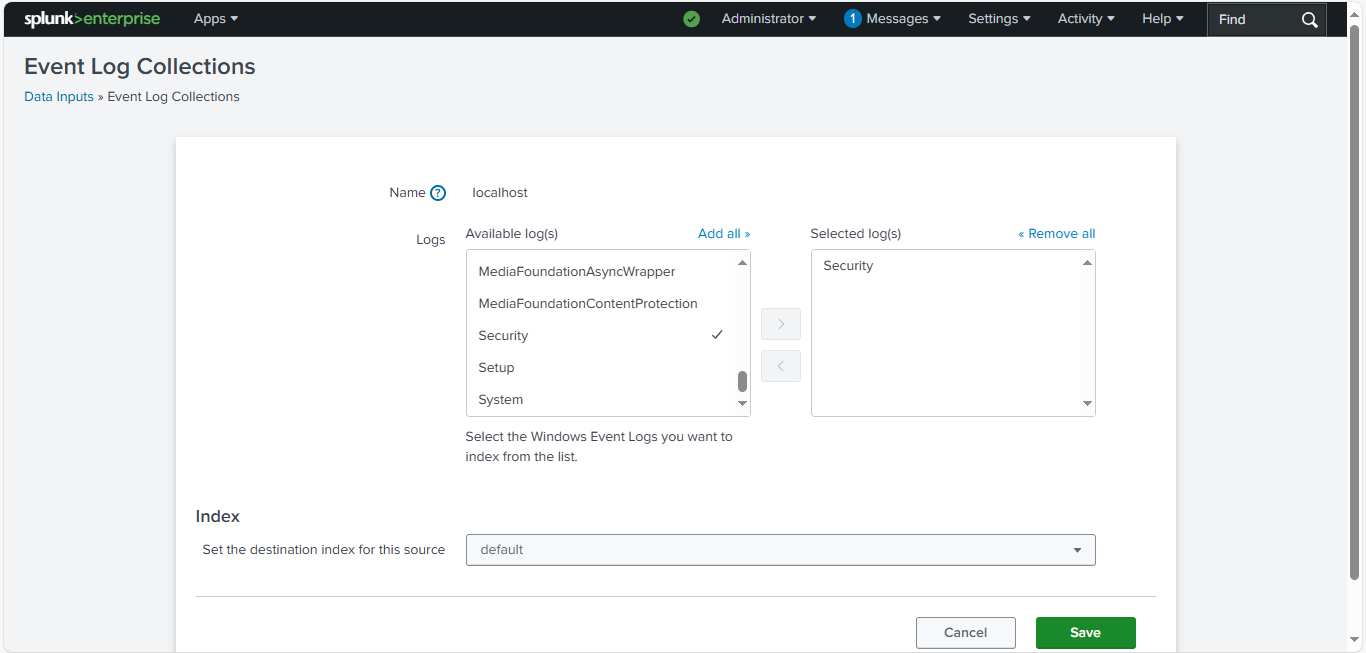 splunk>enterprise Apps Administrator 1 Messages Settings Activity Help Find
Event Log Collections
Data Inputs » Event Log Collections
Name ? localhost
Logs
Available log(s) Add all »
MediaFoundationAsyncWrapper
MediaFoundationContentProtection
Security
Setup
System
Select the Windows Event Logs you want to
index from the list.
Selected log(s) « Remove all
Security
Index
Set the destination index for this source default
Cancel Save